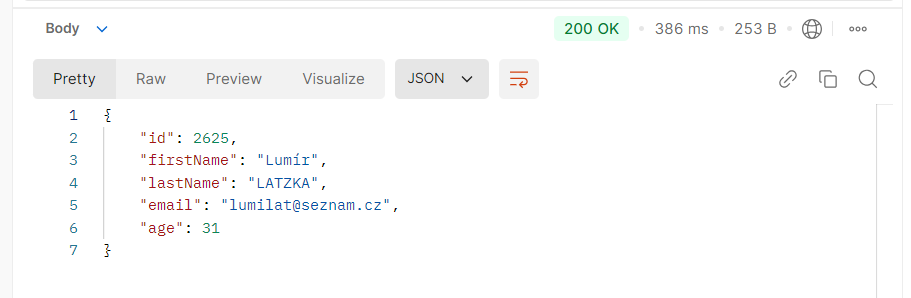 Body 200 OK 386 ms 253 B
Pretty Raw Preview Visualize JSON
1 {
2 "id": 2625,
3 "firstName": "Lumír",
4 "lastName": "LATZKA",
5 "email": "lumilat@seznam.cz",
6 "age": 31
7 }